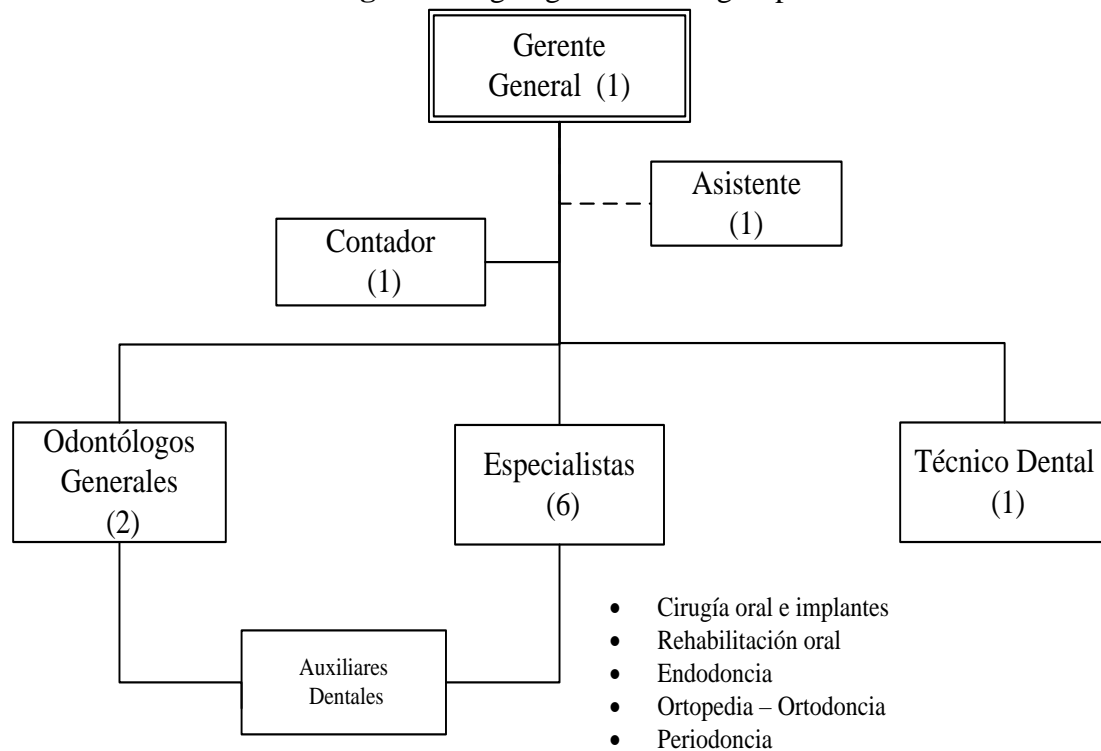 Gerente
General (1)
Asistente
(1)
Contador
(1)
Odontólogos
Generales
(2)
Especialistas
(6)
Técnico Dental
(1)
Auxiliares
Dentales
• Cirugía oral e implantes
• Rehabilitación oral
• Endodoncia
• Ortopedia – Ortodoncia
• Periodoncia